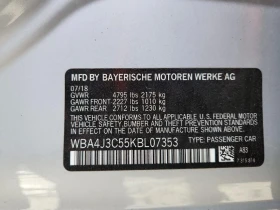 MFD BY BAYERISCHE MOTOREN WERKE AG
07/18
GVWR 4795 lbs 2175 kg
GAWR FRONT 2227 lbs 1010 kg
GAWR REAR 2712 lbs 1230 kg
THIS VEHICLE CONFORMS TO ALL APPLICABLE U.S. FEDERAL MOTOR
VEHICLE SAFETY, BUMPER, AND THEFT PREVENTION STANDARDS IN
EFFECT ON THE DATE OF MANUFACTURE SHOWN ABOVE.
WBA4J3C55KBL07353
TYPE: PASSENGER CAR
A93